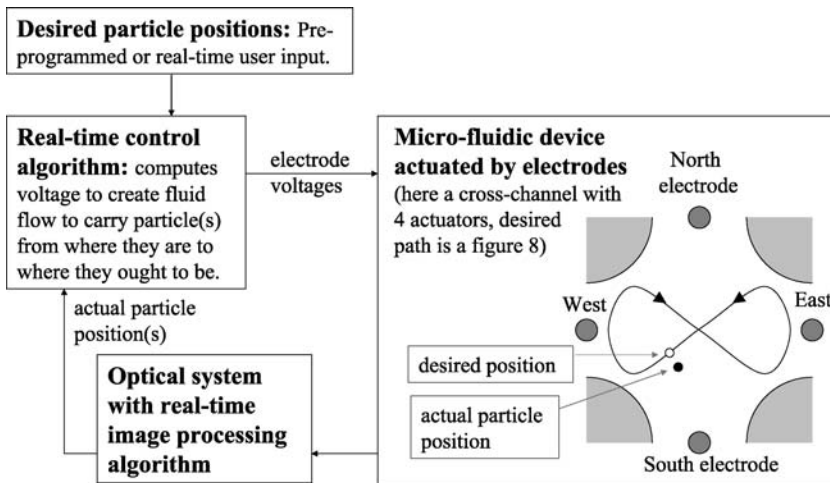 Desired particle positions: Pre-
programmed or real-time user input.
Real-time control
algorithm: computes
voltage to create fluid
flow to carry particle(s)
from where they are to
where they ought to be.
electrode
voltages
Micro-fluidic device
actuated by electrodes
(here a cross-channel with
4 actuators, desired
path is a figure 8)
North
electrode
West
East
desired position
actual particle
position
South electrode
actual particle
position(s)
Optical system
with real-time
image processing
algorithm